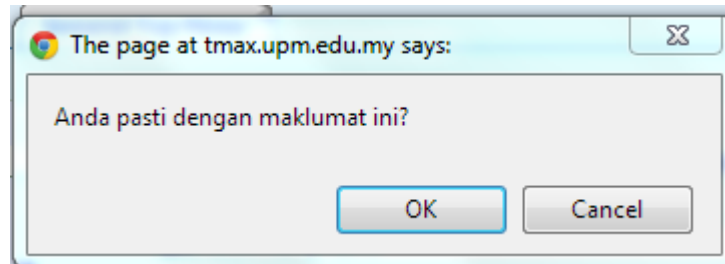 The page at tmax.upm.edu.my says:
Anda pasti dengan maklumat ini?
OK
Cancel